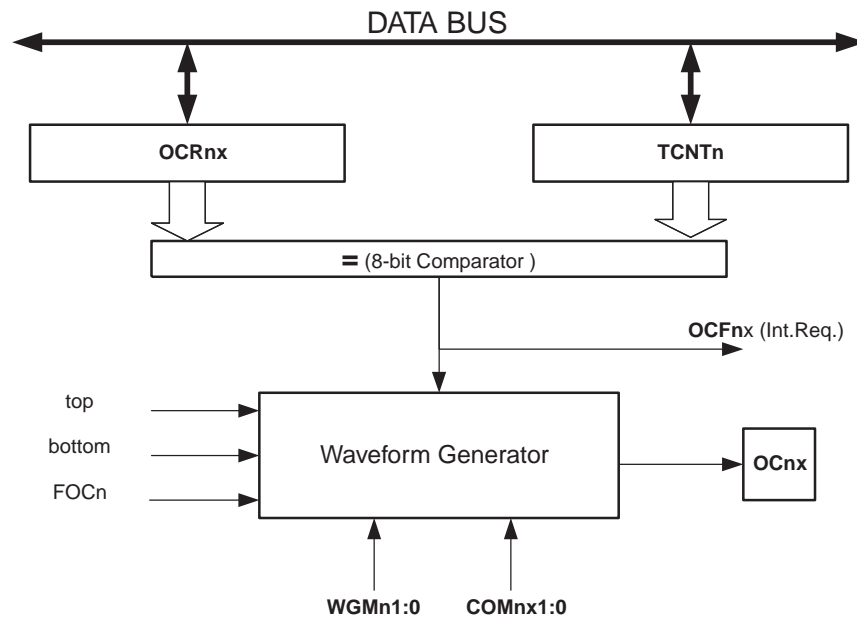 DATA BUS
OCRnx
TCNTn
= (8-bit Comparator )
OCFnx (Int.Req.)
top
bottom
FOCn
Waveform Generator
OCnx
WGMn1:0
COMnx1:0